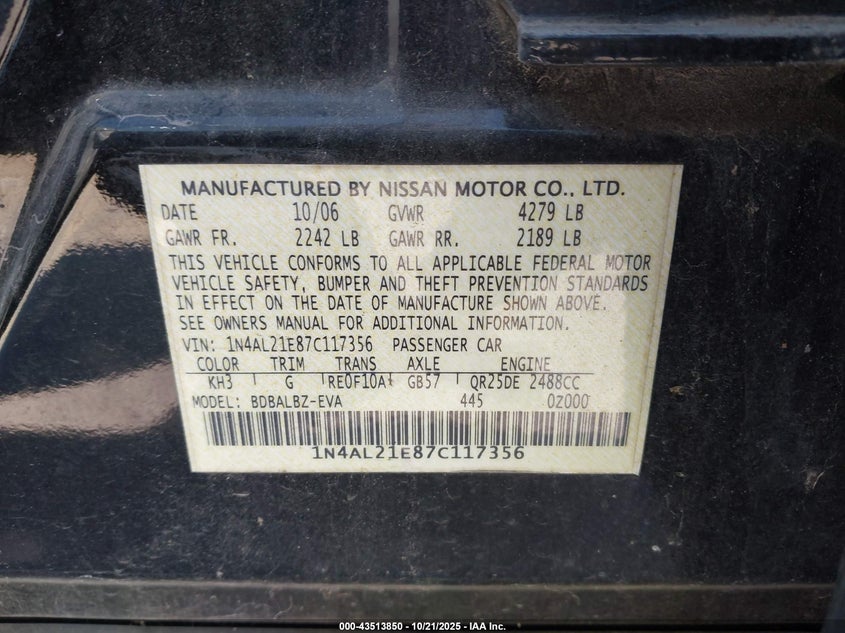 MANUFACTURED BY NISSAN MOTOR CO., LTD.
DATE 10/06 GVWR 4279 LB
GAWR FR. 2242 LB GAWR RR. 2189 LB
THIS VEHICLE CONFORMS TO ALL APPLICABLE FEDERAL MOTOR
VEHICLE SAFETY, BUMPER AND THEFT PREVENTION STANDARDS
IN EFFECT ON THE DATE OF MANUFACTURE SHOWN ABOVE.
SEE OWNERS MANUAL FOR ADDITIONAL INFORMATION.
VIN: 1N4AL21E87C117356 PASSENGER CAR
COLOR TRIM TRANS AXLE ENGINE
KH3 G RE0F10A GB57 QR25DE 2488CC
MODEL: BDBALBZ-EVA 445 0Z000
1N4AL21E87C117356
000-43513850 - 10/21/2025 - IAA Inc.